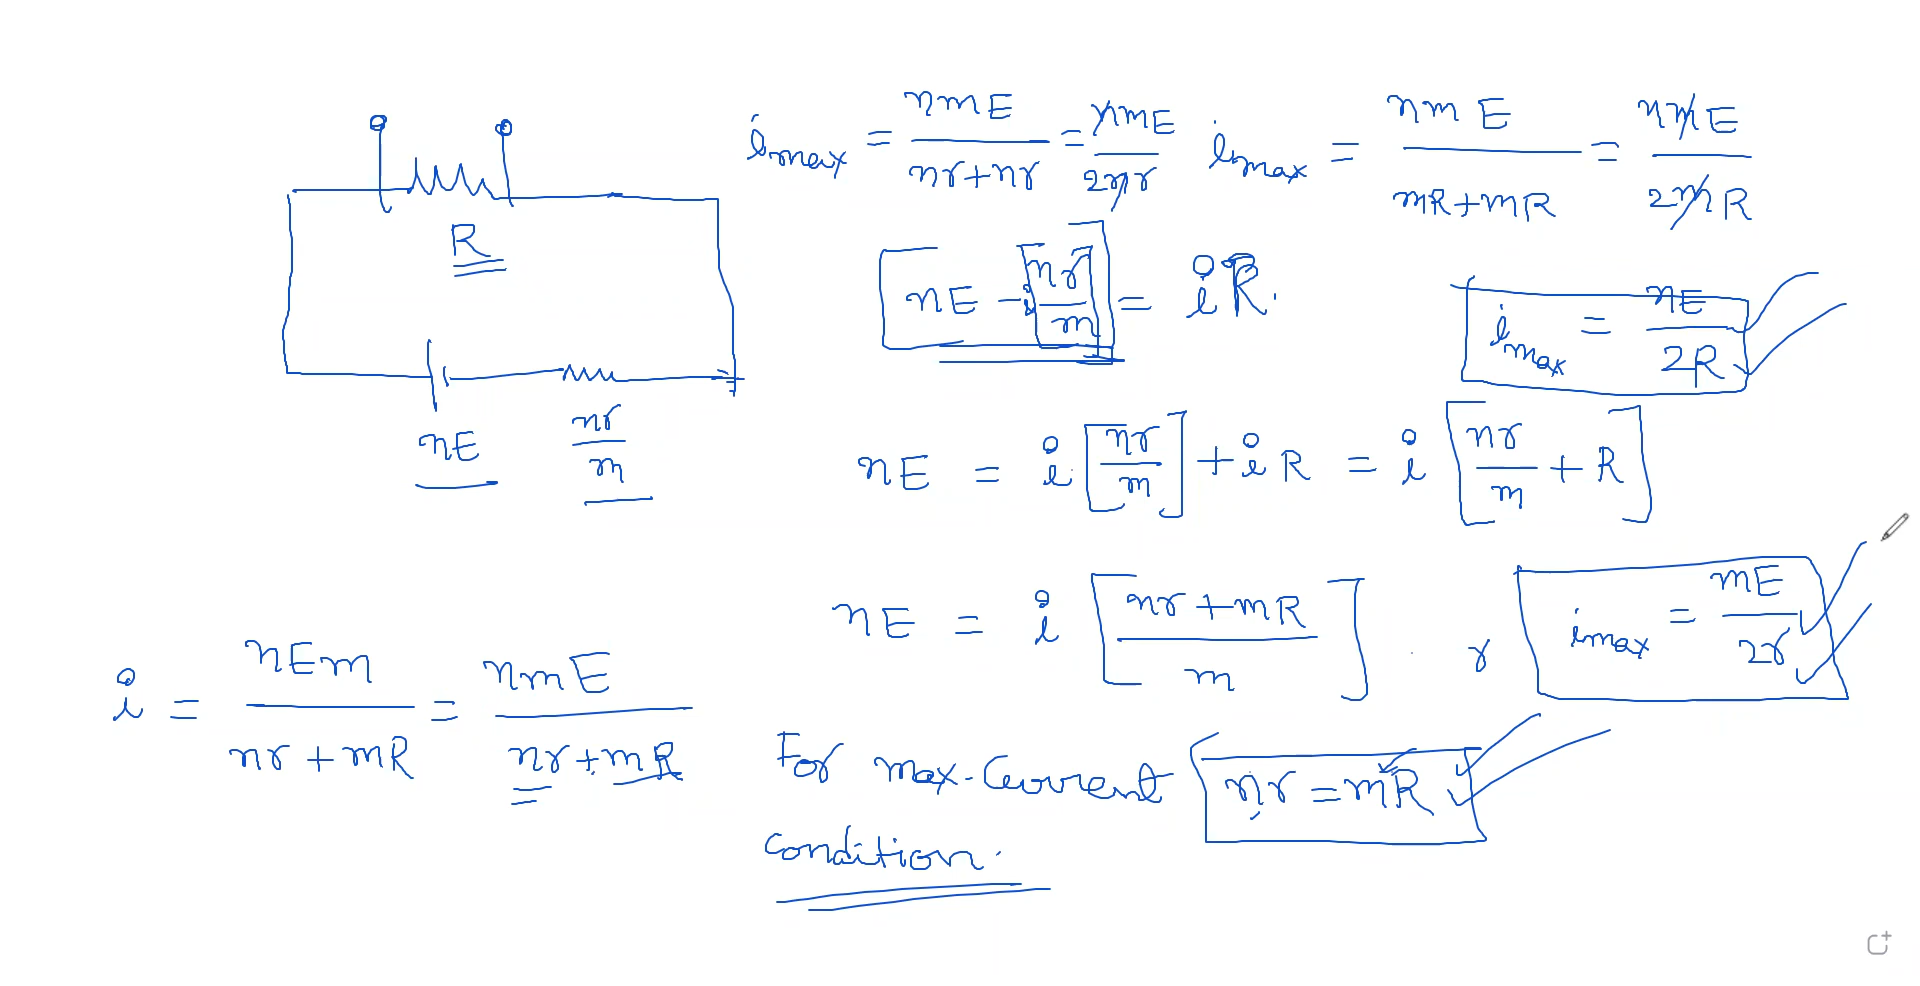 i_max = nmE/(nr+nr) = nmE/(2nr)
i_max = nmE/(mR+mR) = nmE/(2mR)
R
nE - i[nr/m] = iR.
i_max = nE/(2R)
nE
nr/m
nE = i[nr/m] + iR = i[nr/m + R]
nE = i[(nr+mR)/m]
r
i_max = mE/(2r)
i = nEm/(nr+mR) = nmE/(nr+mR)
For max-Current nr = mR
condition.